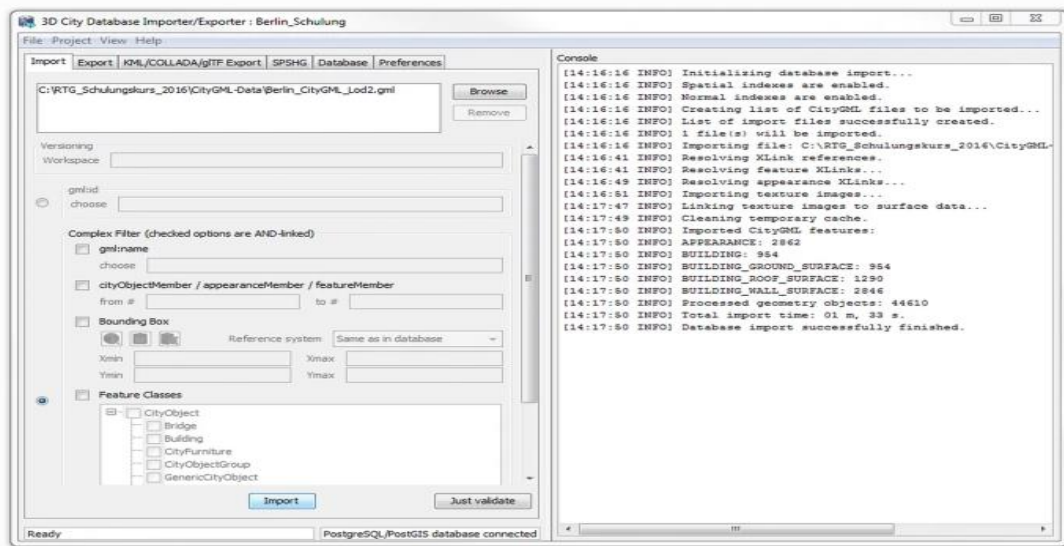 3D City Database Importer/Exporter : Berlin_Schulung
File Project View Help
Import Export KML/COLLADA/glTF Export SPSHG Database Preferences
C:\RTG_Schulungskurs_2016\CityGML-Data\Berlin_CityGML_Lod2.gml
Browse
Remove
Versioning
Workspace
gml:id
choose
Complex Filter (checked options are AND-linked)
gml:name
choose
cityObjectMember / appearanceMember / featureMember
from # to #
Bounding Box
Reference system Same as in database
Xmin Xmax
Ymin Ymax
Feature Classes
CityObject
Bridge
Building
CityFurniture
CityObjectGroup
GenericCityObject
Import Just validate
Ready PostgreSQL/PostGIS database connected
Console
[14:16:16 INFO] Initializing database import...
[14:16:16 INFO] Spatial indexes are enabled.
[14:16:16 INFO] Normal indexes are enabled.
[14:16:16 INFO] Creating list of CityGML files to be imported...
[14:16:16 INFO] List of import files successfully created.
[14:16:16 INFO] 1 file(s) will be imported.
[14:16:16 INFO] Importing file: C:\RTG_Schulungskurs_2016\CityGML-
[14:16:41 INFO] Resolving XLink references.
[14:16:41 INFO] Resolving feature XLinks...
[14:16:49 INFO] Resolving appearance XLinks...
[14:16:51 INFO] Importing texture images...
[14:17:47 INFO] Linking texture images to surface data...
[14:17:49 INFO] Cleaning temporary cache.
[14:17:50 INFO] Imported CityGML features:
[14:17:50 INFO] APPEARANCE: 2862
[14:17:50 INFO] BUILDING: 954
[14:17:50 INFO] BUILDING_GROUND_SURFACE: 954
[14:17:50 INFO] BUILDING_ROOF_SURFACE: 1290
[14:17:50 INFO] BUILDING_WALL_SURFACE: 2846
[14:17:50 INFO] Processed geometry objects: 44610
[14:17:50 INFO] Total import time: 01 m, 33 s.
[14:17:50 INFO] Database import successfully finished.